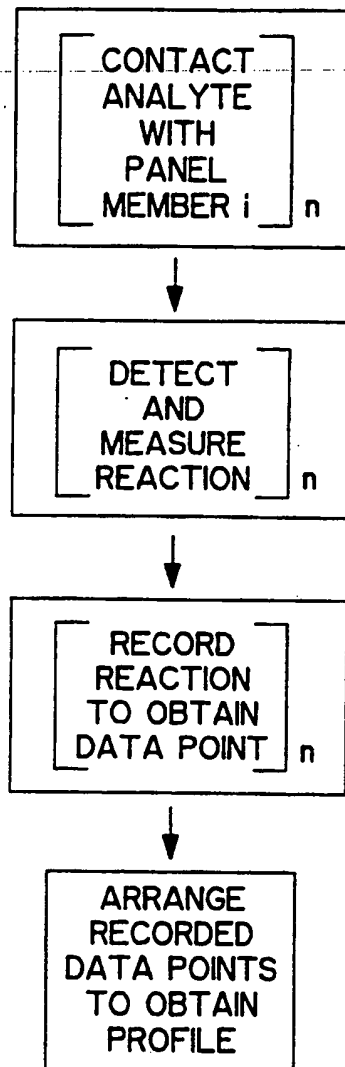 CONTACT
ANALYTE
WITH
PANEL
MEMBER i n
DETECT
AND
MEASURE
REACTION n
RECORD
REACTION
TO OBTAIN
DATA POINT n
ARRANGE
RECORDED
DATA POINTS
TO OBTAIN
PROFILE